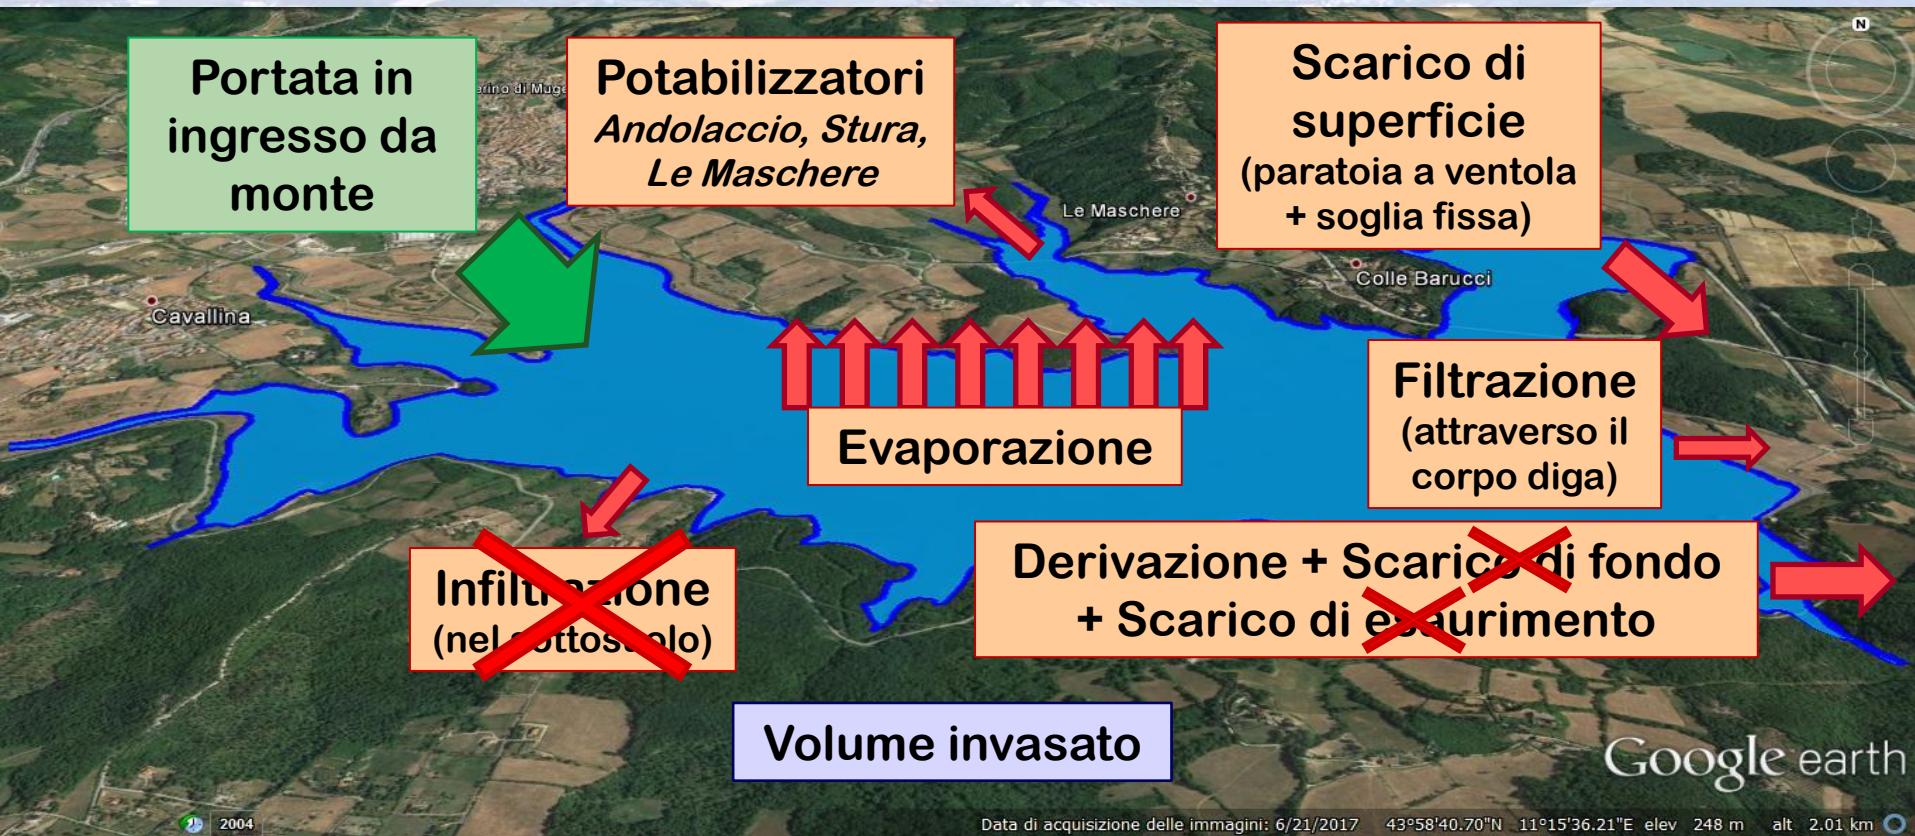 Portata in
ingresso da
monte
Potabilizzatori
Andolaccio, Stura,
Le Maschere
Scarico di
superficie
(paratoia a ventola
+ soglia fissa)
N
erino di Muge
Le Maschere
Colle Barucci
Cavallina
Evaporazione
Filtrazione
(attraverso il
corpo diga)
Infiltrazione
(nel sottosuolo)
Derivazione + Scarico di fondo
+ Scarico di esaurimento
Volume invasato
Google earth
2004
Data di acquisizione delle immagini: 6/21/2017 43°58'40.70"N 11°15'36.21"E elev 248 m alt 2.01 km